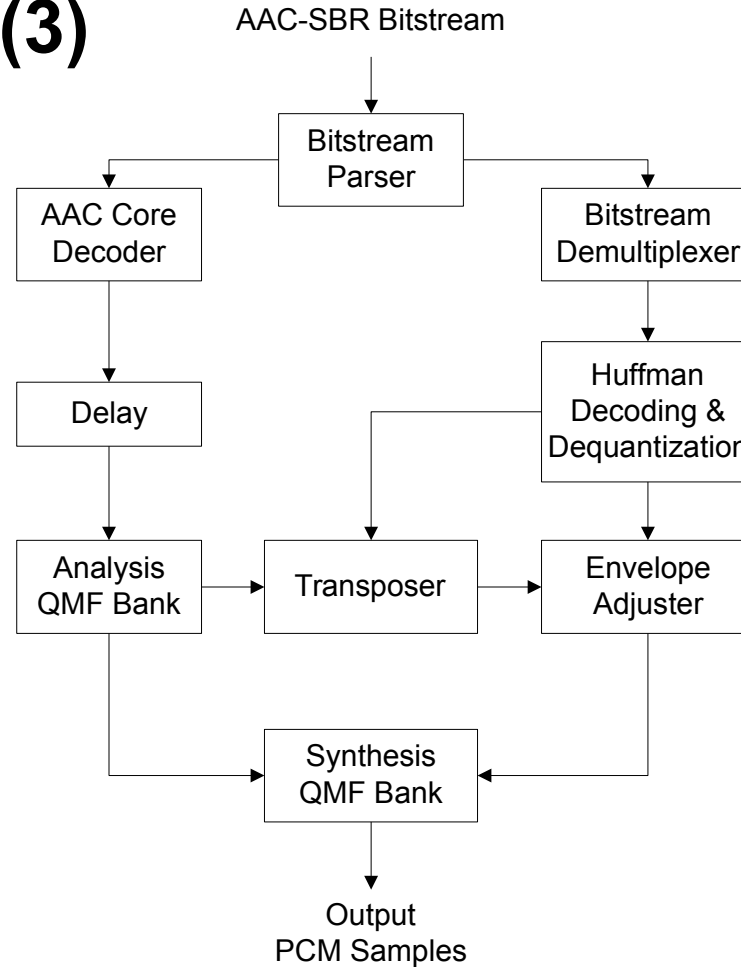 (3)
AAC-SBR Bitstream
Bitstream
Parser
AAC Core
Decoder
Bitstream
Demultiplexer
Huffman
Decoding &
Dequantization
Delay
Analysis
QMF Bank
Transposer
Envelope
Adjuster
Synthesis
QMF Bank
Output
PCM Samples